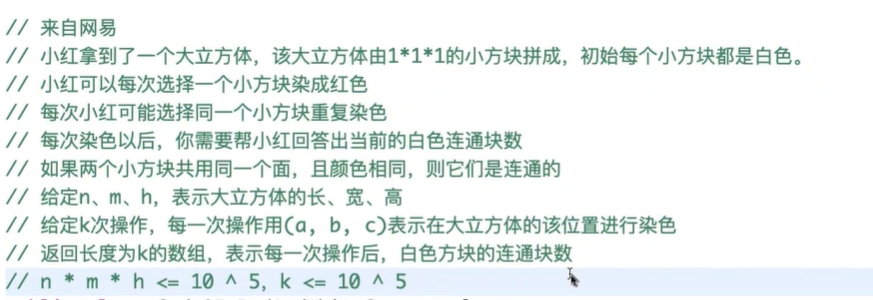 // 来自网易
// 小红拿到了一个大立方体，该大立方体由1*1*1的小方块拼成，初始每个小方块都是白色。
// 小红可以每次选择一个小方块染成红色
// 每次小红可能选择同一个小方块重复染色
// 每次染色以后，你需要帮小红回答出当前的白色连通块数
// 如果两个小方块共用同一个面，且颜色相同，则它们是连通的
// 给定n、m、h，表示大立方体的长、宽、高
// 给定k次操作，每一次操作用(a, b, c)表示在大立方体的该位置进行染色
// 返回长度为k的数组，表示每一次操作后，白色方块的连通块数
// n * m * h <= 10 ^ 5，k <= 10 ^ 5